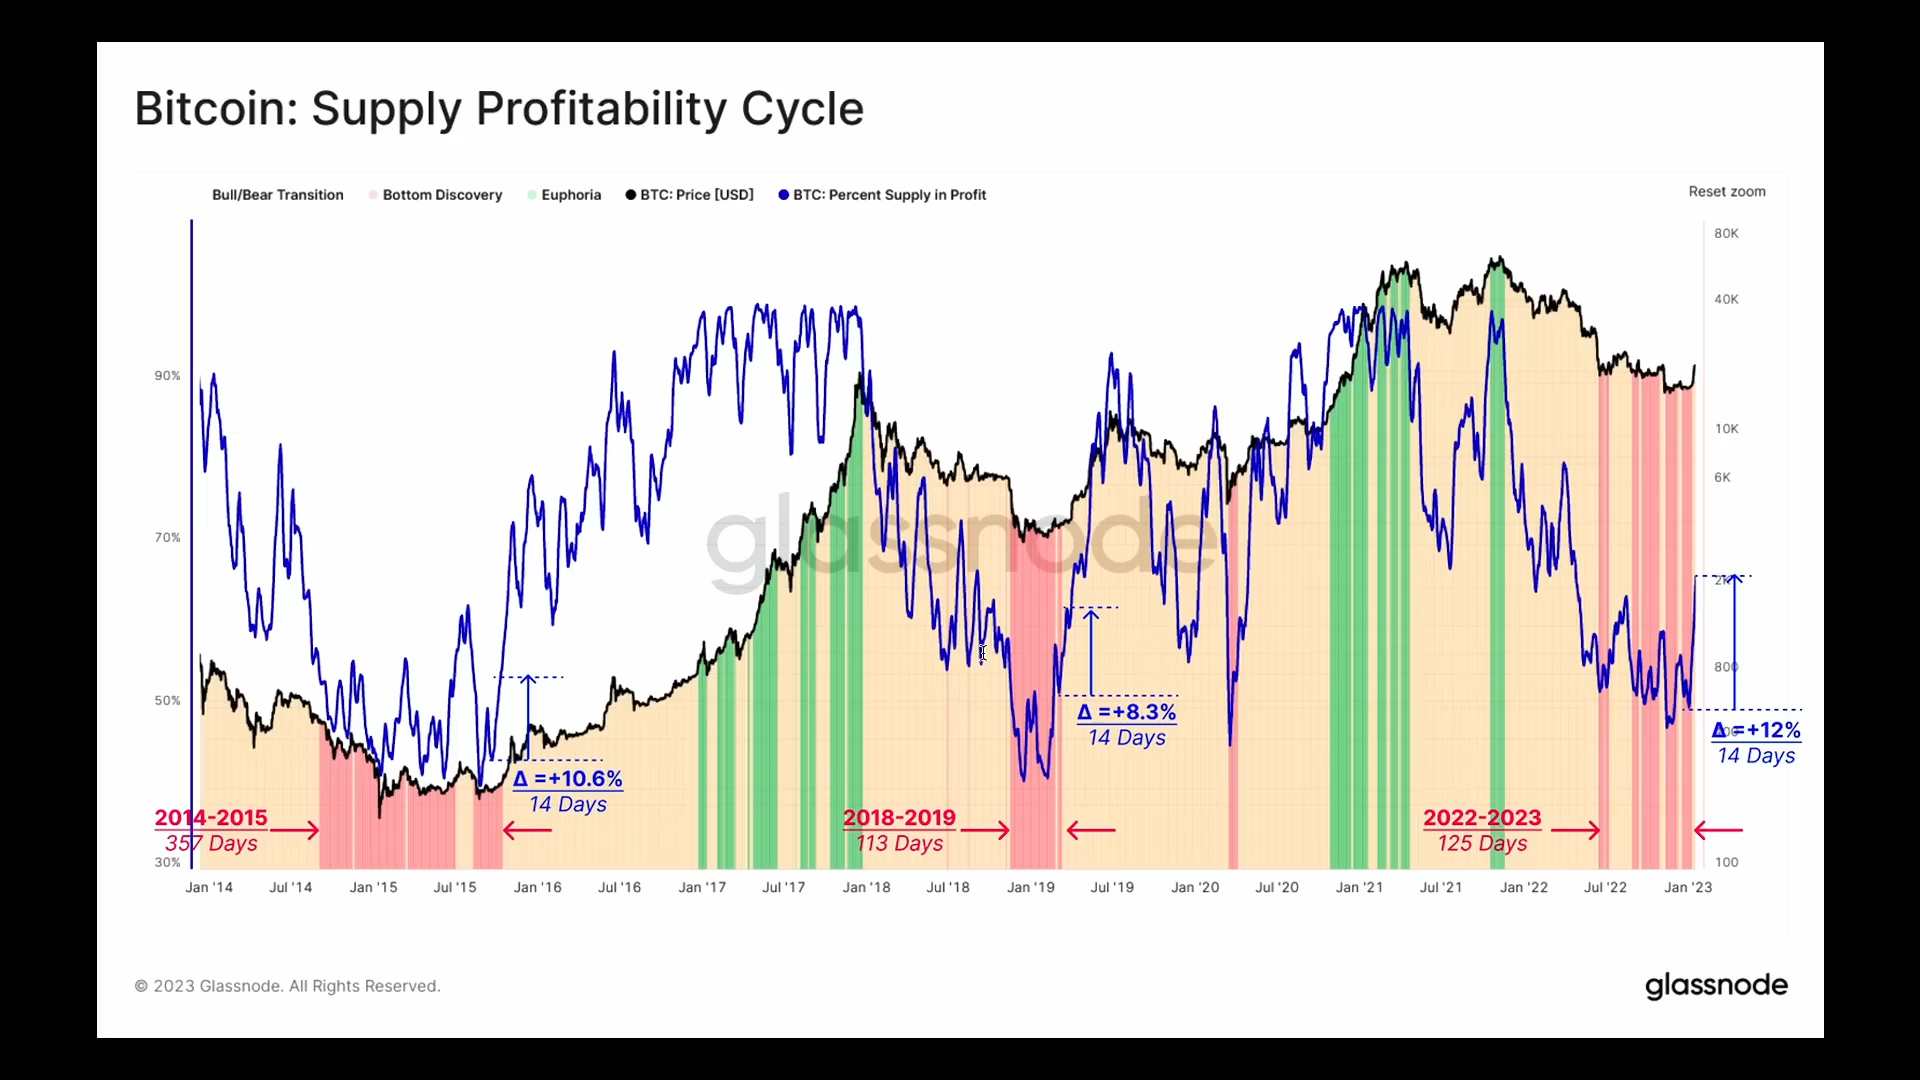 Bitcoin: Supply Profitability Cycle
Bull/Bear Transition Bottom Discovery Euphoria BTC: Price [USD] BTC: Percent Supply in Profit
Reset zoom
80K
40K
90%
10K
6K
glassnode
70%
2K
800
50%
Δ =+8.3%
14 Days
Δ =+12%
14 Days
Δ =+10.6%
14 Days
2014-2015
357 Days
2018-2019
113 Days
2022-2023
125 Days
30%
100
Jan '14 Jul '14 Jan '15 Jul '15 Jan '16 Jul '16 Jan '17 Jul '17 Jan '18 Jul '18 Jan '19 Jul '19 Jan '20 Jul '20 Jan '21 Jul '21 Jan '22 Jul '22 Jan '23
© 2023 Glassnode. All Rights Reserved.
glassnode